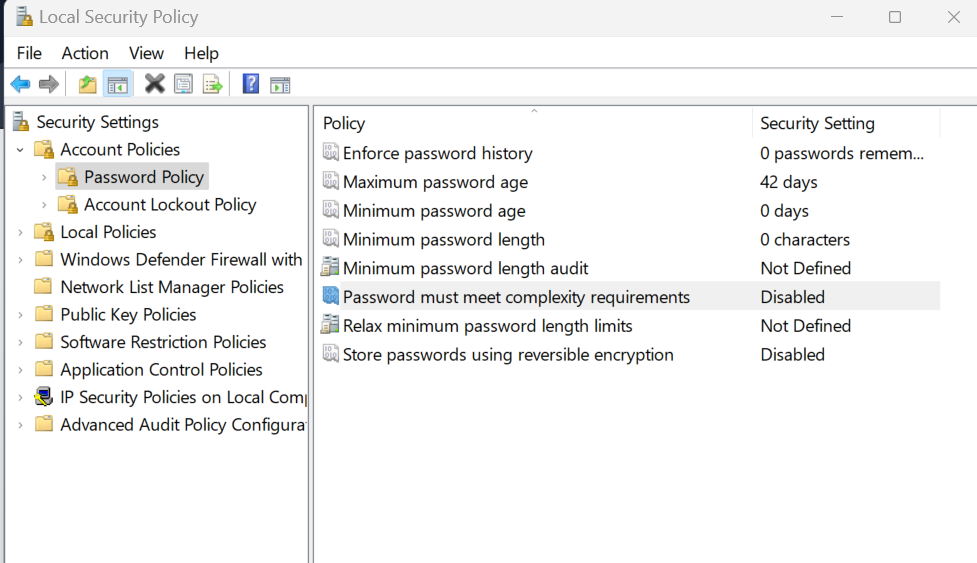 Local Security Policy
File Action View Help
Security Settings
Account Policies
Password Policy
Account Lockout Policy
Local Policies
Windows Defender Firewall with
Network List Manager Policies
Public Key Policies
Software Restriction Policies
Application Control Policies
IP Security Policies on Local Com
Advanced Audit Policy Configura
Policy Security Setting
Enforce password history 0 passwords remem...
Maximum password age 42 days
Minimum password age 0 days
Minimum password length 0 characters
Minimum password length audit Not Defined
Password must meet complexity requirements Disabled
Relax minimum password length limits Not Defined
Store passwords using reversible encryption Disabled